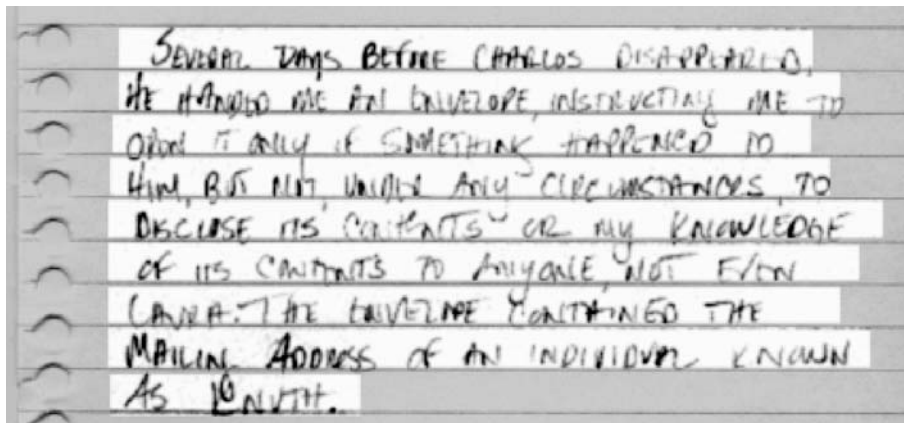 SEVERAL DAYS BEFORE CHARLES DISAPPEARED,
HE HANDED ME AN ENVELOPE, INSTRUCTING ME TO
OPEN IT ONLY IF SOMETHING HAPPENED TO
HIM, BUT NOT, UNDER ANY CIRCUMSTANCES, TO
DISCLOSE ITS CONTENTS OR MY KNOWLEDGE
OF ITS CONTENTS TO ANYONE, NOT EVEN
LAURA. THE ENVELOPE CONTAINED THE
MAILING ADDRESS OF AN INDIVIDUAL KNOWN
AS